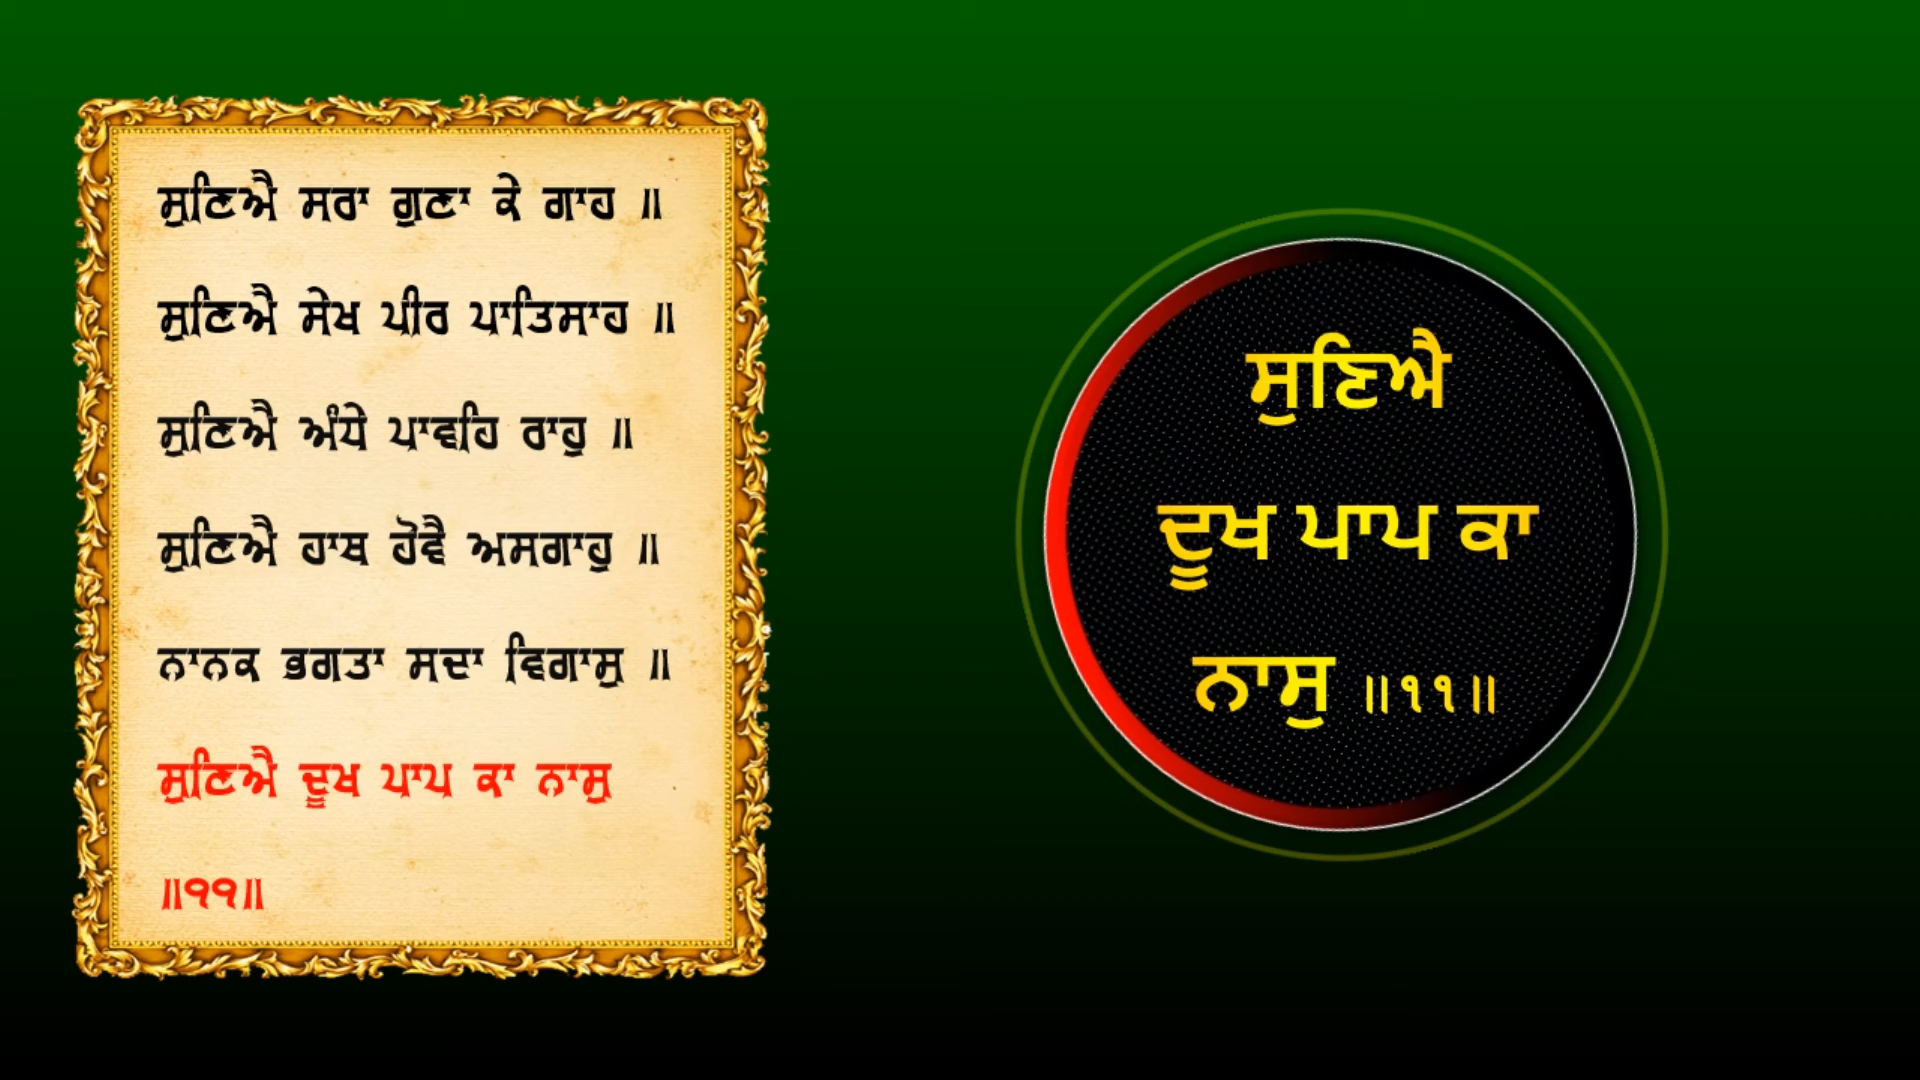 ਸੁਣਿਐ ਸਰਾ ਗੁਣਾ ਕੇ ਗਾਹ ॥
ਸੁਣਿਐ ਸੇਖ ਪੀਰ ਪਾਤਿਸਾਹ ॥
ਸੁਣਿਐ ਅੰਧੇ ਪਾਵਹਿ ਰਾਹੁ ॥
ਸੁਣਿਐ ਹਾਥ ਹੋਵੈ ਅਸਗਾਹੁ ॥
ਨਾਨਕ ਭਗਤਾ ਸਦਾ ਵਿਗਾਸੁ ॥
ਸੁਣਿਐ ਦੂਖ ਪਾਪ ਕਾ ਨਾਸੁ
॥੧੧॥
ਸੁਣਿਐ
ਦੂਖ ਪਾਪ ਕਾ
ਨਾਸੁ ॥੧੧॥